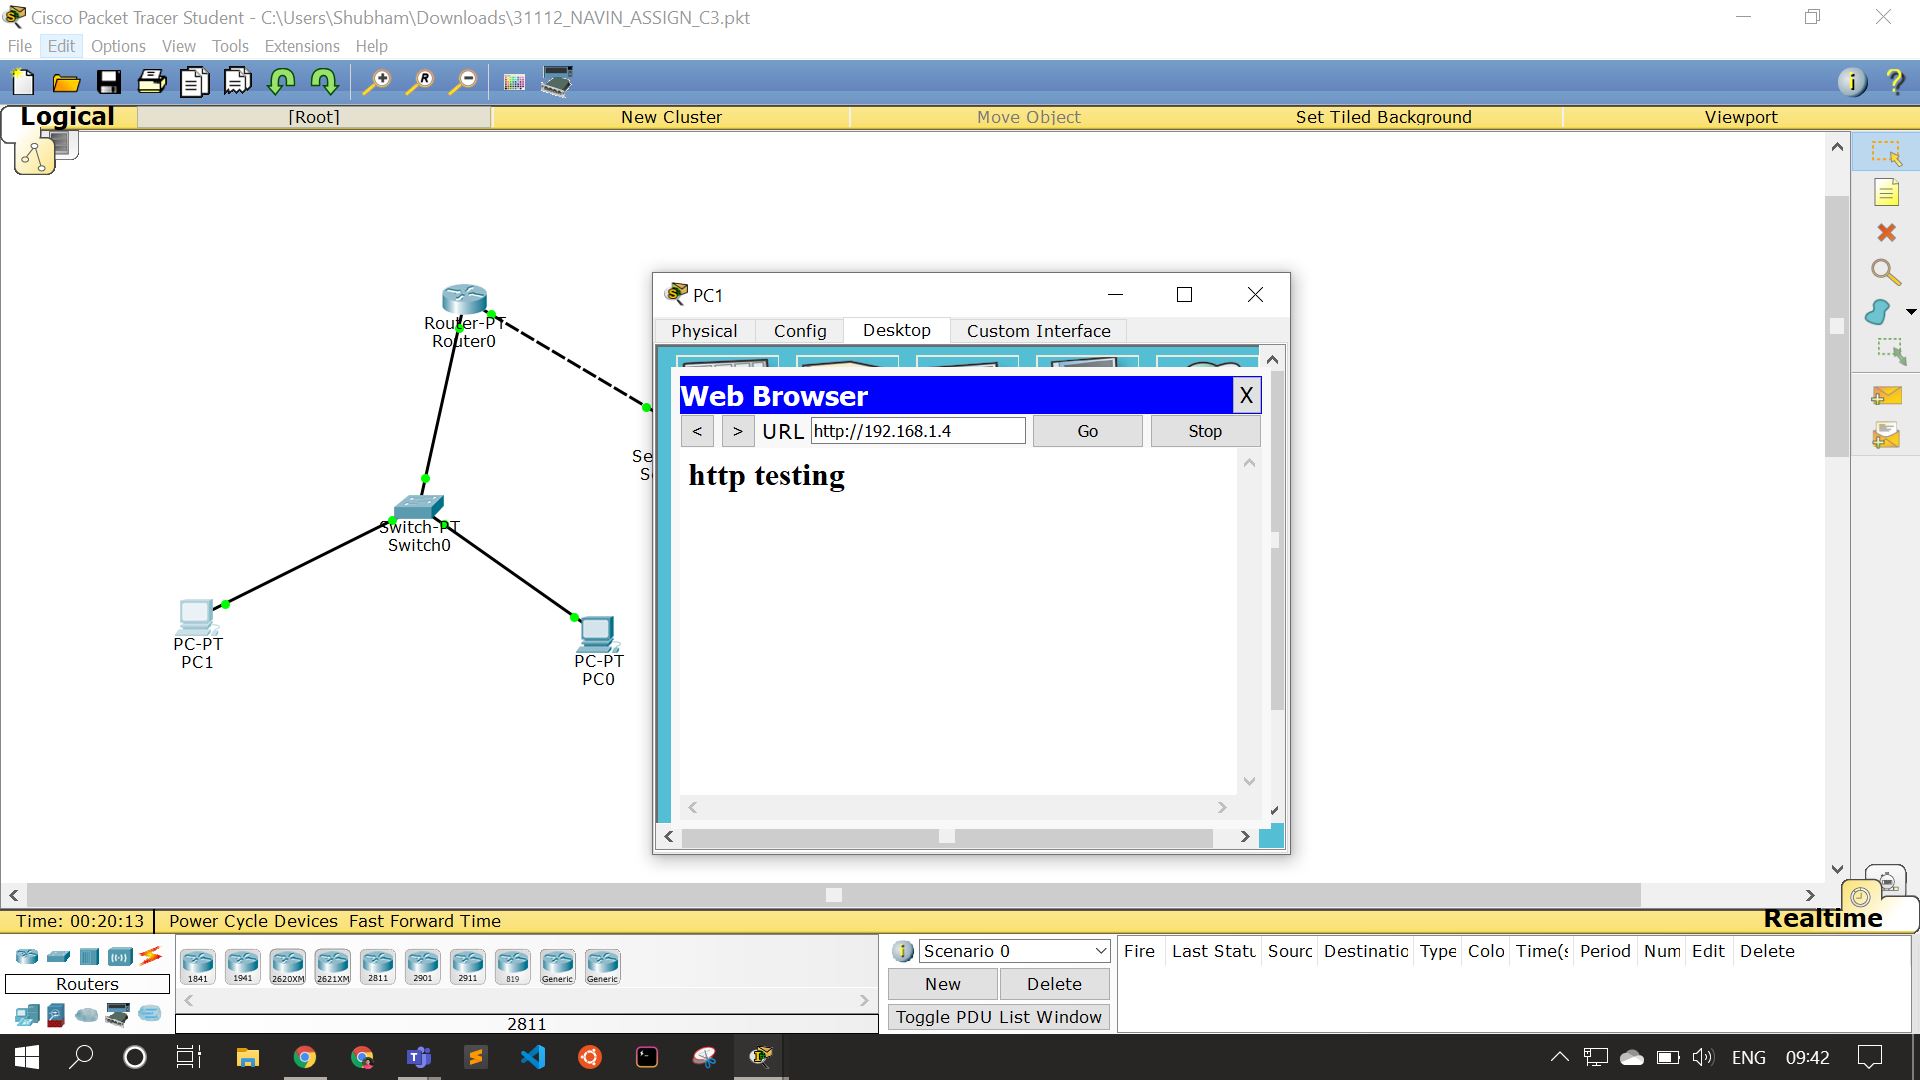 Cisco Packet Tracer Student - C:\Users\Shubham\Downloads\31112_NAVIN_ASSIGN_C3.pkt
File Edit Options View Tools Extensions Help
Logical [Root] New Cluster Move Object Set Tiled Background Viewport
Router-PT
Router0
Se
S
Switch-PT
Switch0
PC-PT
PC1
PC-PT
PC0
PC1
Physical Config Desktop Custom Interface
Web Browser X
< > URL http://192.168.1.4 Go Stop
http testing
Time: 00:20:13 Power Cycle Devices Fast Forward Time Realtime
Routers
1841 1941 2620XM 2621XM 2811 2901 2911 819 Generic Generic
2811
Scenario 0
New Delete
Toggle PDU List Window
Fire Last Statu Sourc Destinatio Type Colo Time(s Period Num Edit Delete
ENG 09:42